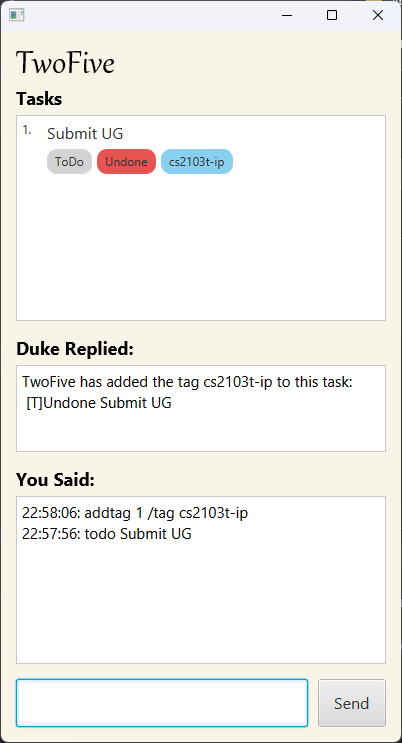 TwoFive
Tasks
1. Submit UG
ToDo Undone cs2103t-ip
Duke Replied:
TwoFive has added the tag cs2103t-ip to this task:
[T]Undone Submit UG
You Said:
22:58:06: addtag 1 /tag cs2103t-ip
22:57:56: todo Submit UG
Send